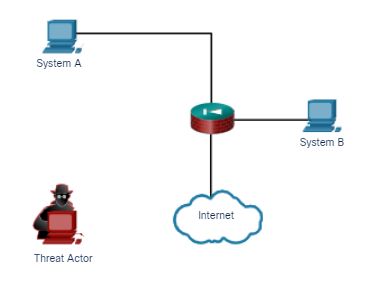 System A
System B
Internet
Threat Actor